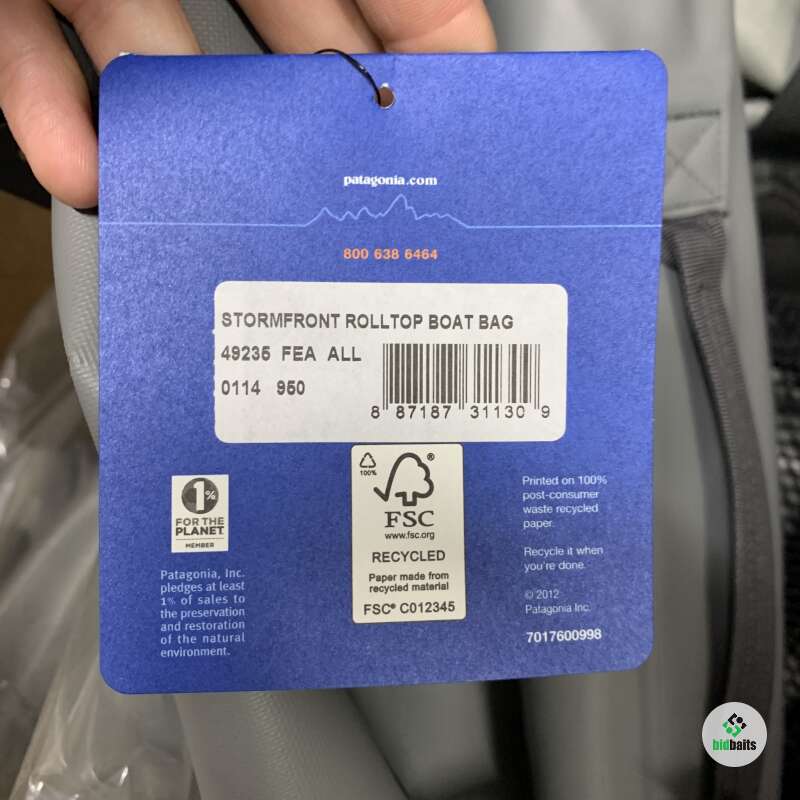 patagonia.com
800 638 6464
STORMFRONT ROLLTOP BOAT BAG
49235 FEA ALL
0114 950
8 87187 31130 9
1%
FOR THE
PLANET
MEMBER
Patagonia, Inc.
pledges at least
1% of sales to
the preservation
and restoration
of the natural
environment.
100%
®
FSC
www.fsc.org
RECYCLED
Paper made from
recycled material
FSC® C012345
Printed on 100%
post-consumer
waste recycled
paper.
Recycle it when
you're done.
© 2012
Patagonia Inc.
7017600998
bidbaits